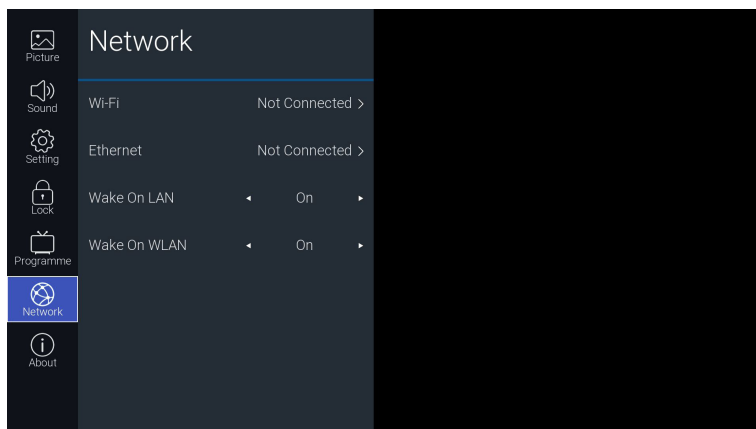 Picture
Sound
Setting
Lock
Programme
Network
About
Network
Wi-Fi Not Connected >
Ethernet Not Connected >
Wake On LAN ◂ On ▸
Wake On WLAN ◂ On ▸